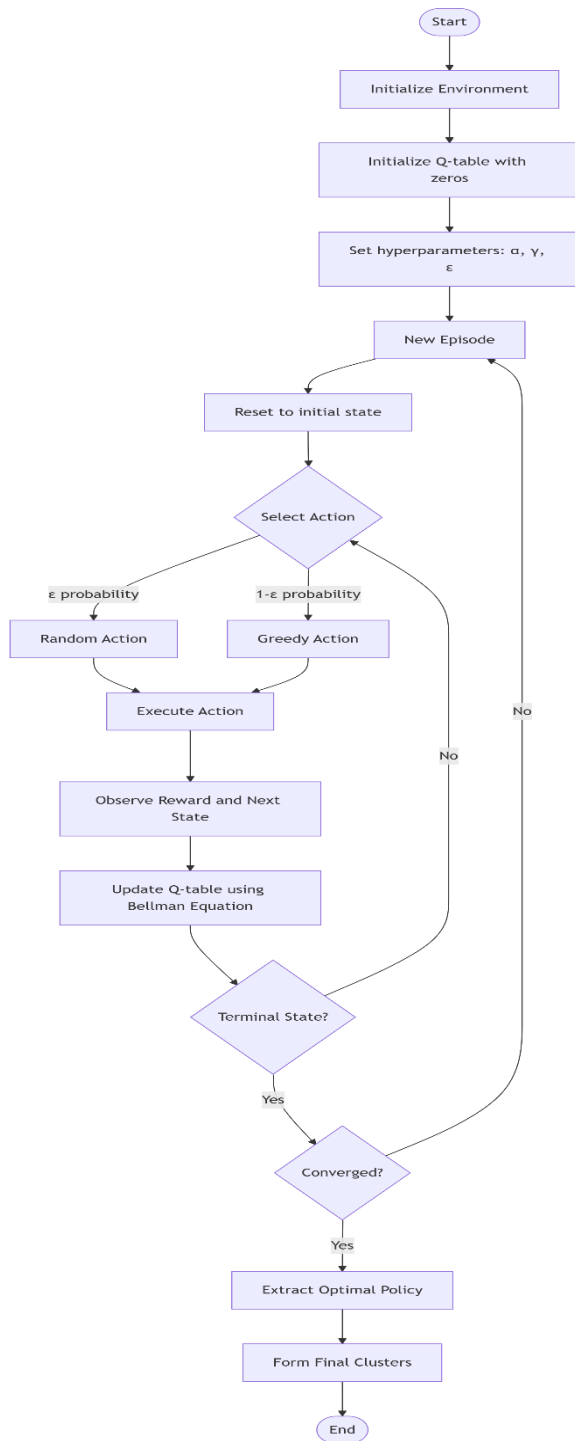 Start
Initialize Environment
Initialize Q-table with
zeros
Set hyperparameters: α, γ,
ε
New Episode
Reset to initial state
Select Action
ε probability
1-ε probability
Random Action
Greedy Action
Execute Action
No
No
Observe Reward and Next
State
Update Q-table using
Bellman Equation
Terminal State?
Yes
Converged?
Yes
Extract Optimal Policy
Form Final Clusters
End